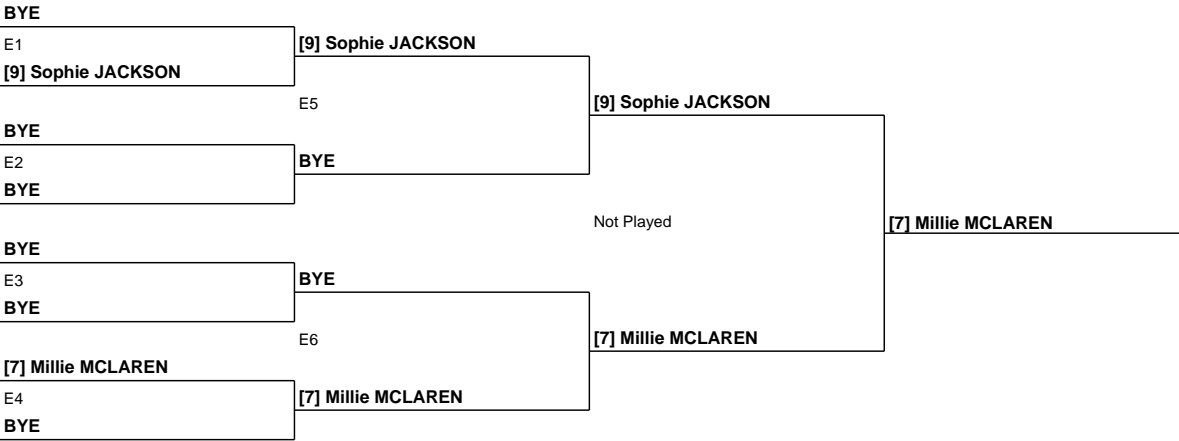 BYE
E1
[9] Sophie JACKSON
[9] Sophie JACKSON
E5
[9] Sophie JACKSON
BYE
E2
BYE
BYE
Not Played
[7] Millie MCLAREN
BYE
E3
BYE
BYE
E6
[7] Millie MCLAREN
[7] Millie MCLAREN
E4
[7] Millie MCLAREN
BYE